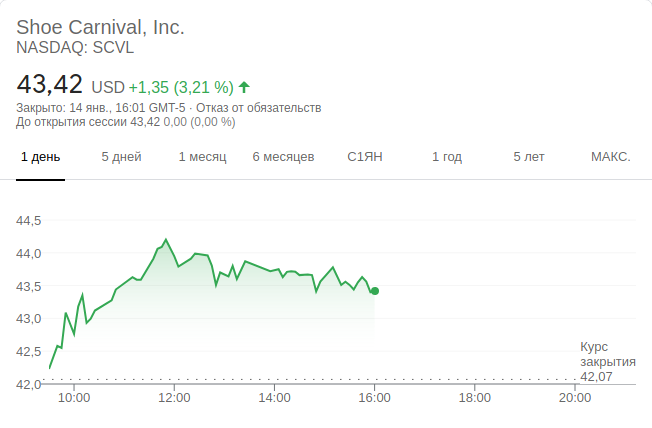 Shoe Carnival, Inc.
NASDAQ: SCVL
43,42 USD +1,35 (3,21 %)
Закрыто: 14 янв., 16:01 GMT-5 · Отказ от обязательств
До открытия сессии 43,42 0,00 (0,00 %)
1 день 5 дней 1 месяц 6 месяцев С1ЯН 1 год 5 лет МАКС.
44,5
44,0
43,5
43,0
42,5
42,0
Курс
закрытия
42,07
10:00 12:00 14:00 16:00 18:00 20:00